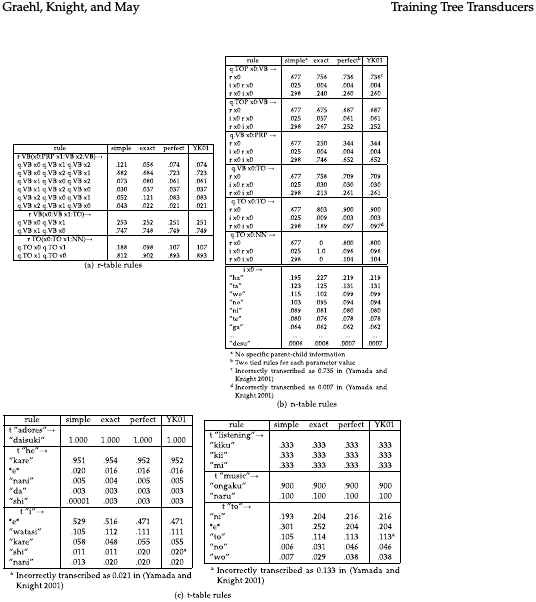 Graehl, Knight, and May
Training Tree Transducers
rule simple exact perfect YK01
r VB(x0:PRP x1:VB x2:VB)→
q.VB x0 q.VB x1 q.VB x2 .121 .056 .074 .074
q.VB x0 q.VB x2 q.VB x1 .682 .684 .723 .723
q.VB x1 q.VB x0 q.VB x2 .073 .080 .061 .061
q.VB x1 q.VB x2 q.VB x0 .030 .037 .037 .037
q.VB x2 q.VB x0 q.VB x1 .052 .121 .083 .083
q.VB x2 q.VB x1 q.VB x0 .043 .022 .021 .021
r VB(x0:VB x1:TO)→
q.VB x0 q.VB x1 .253 .252 .251 .251
q.VB x1 q.VB x0 .747 .748 .749 .749
r TO(x0:TO x1:NN)→
q.TO x0 q.TO x1 .188 .098 .107 .107
q.TO x1 q.TO x0 .812 .902 .893 .893
(a) r-table rules
rule simpleᵃ exact perfectᵇ YK01
q.TOP x0:VB →
r x0 .677 .756 .736 .736ᶜ
i x0 r x0 .025 .004 .004 .004
r x0 i x0 .298 .240 .260 .260
q.TOP x0:VB →
r x0 .677 .675 .687 .687
i x0 r x0 .025 .057 .061 .061
r x0 i x0 .298 .267 .252 .252
q.VB x0:PRP →
r x0 .677 .250 .344 .344
i x0 r x0 .025 .004 .004 .004
r x0 i x0 .298 .746 .652 .652
q.VB x0:TO →
r x0 .677 .758 .709 .709
i x0 r x0 .025 .030 .030 .030
r x0 i x0 .298 .213 .261 .261
q.TO x0:TO →
r x0 .677 .803 .900 .900
i x0 r x0 .025 .009 .003 .003
r x0 i x0 .298 .189 .097 .097ᵈ
q.TO x0:NN →
r x0 .677 0 .800 .800
i x0 r x0 .025 1.0 .096 .096
r x0 i x0 .298 0 .104 .104
i x0 →
"ha" .195 .227 .219 .219
"ta" .123 .125 .131 .131
"wo" .115 .102 .099 .099
"no" .103 .095 .094 .094
"ni" .089 .081 .080 .080
"te" .080 .076 .078 .078
"ga" .064 .062 .062 .062
... ... ... ... ...
"desu" .0006 .0008 .0007 .0007
ᵃ No specific parent-child information
ᵇ Two tied rules for each parameter value
ᶜ Incorrectly transcribed as 0.735 in (Yamada and
Knight 2001)
ᵈ Incorrectly transcribed as 0.007 in (Yamada and
Knight 2001)
(b) n-table rules
rule simple exact perfect YK01
t "adores"→
"daisuki" 1.000 1.000 1.000 1.000
t "he"→
"kare" .951 .954 .952 .952
*e* .020 .016 .016 .016
"nani" .005 .004 .005 .005
"da" .003 .003 .003 .003
"shi" .00001 .003 .003 .003
t "i"→
*e* .529 .516 .471 .471
"watasi" .105 .112 .111 .111
"kare" .058 .048 .055 .055
"shi" .011 .011 .020 .020ᵃ
"nani" .013 .020 .020 .020
ᵃ Incorrectly transcribed as 0.021 in (Yamada and
Knight 2001)
rule simple exact perfect YK01
t "listening"→
"kiku" .333 .333 .333 .333
"kii" .333 .333 .333 .333
"mi" .333 .333 .333 .333
t "music"→
"ongaku" .900 .900 .900 .900
"naru" .100 .100 .100 .100
t "to"→
"ni" .193 .204 .216 .216
*e* .301 .252 .204 .204
"to" .105 .114 .113 .113ᵃ
"no" .006 .031 .046 .046
"wo" .007 .029 .038 .038
ᵃ Incorrectly transcribed as 0.133 in (Yamada and
Knight 2001)
(c) t-table rules